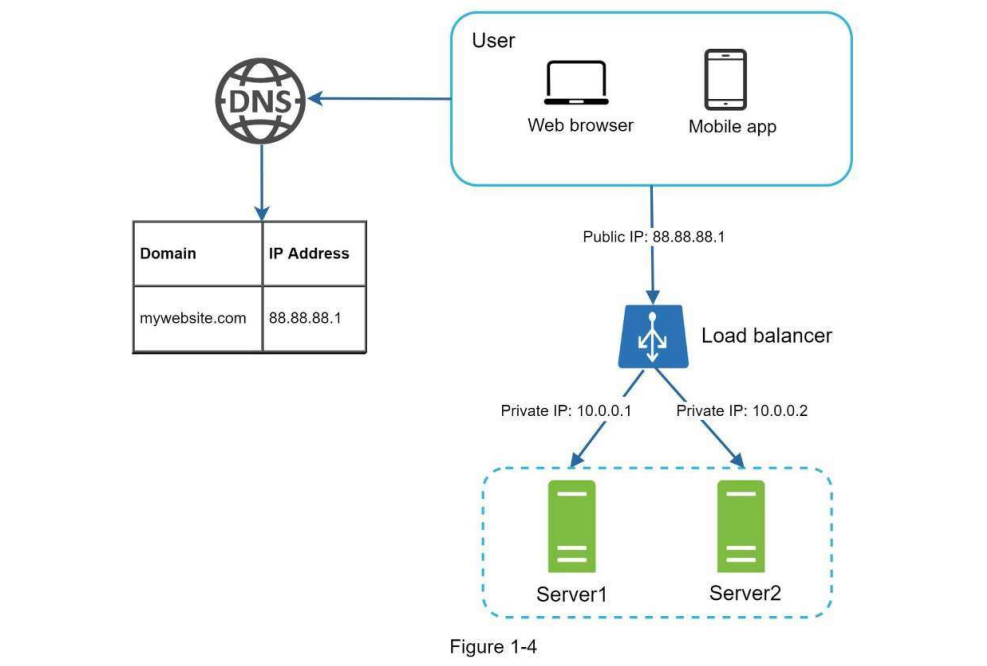 User
DNS
Web browser
Mobile app
Public IP: 88.88.88.1
Domain
IP Address
mywebsite.com
88.88.88.1
Load balancer
Private IP: 10.0.0.1
Private IP: 10.0.0.2
Server1
Server2
Figure 1-4